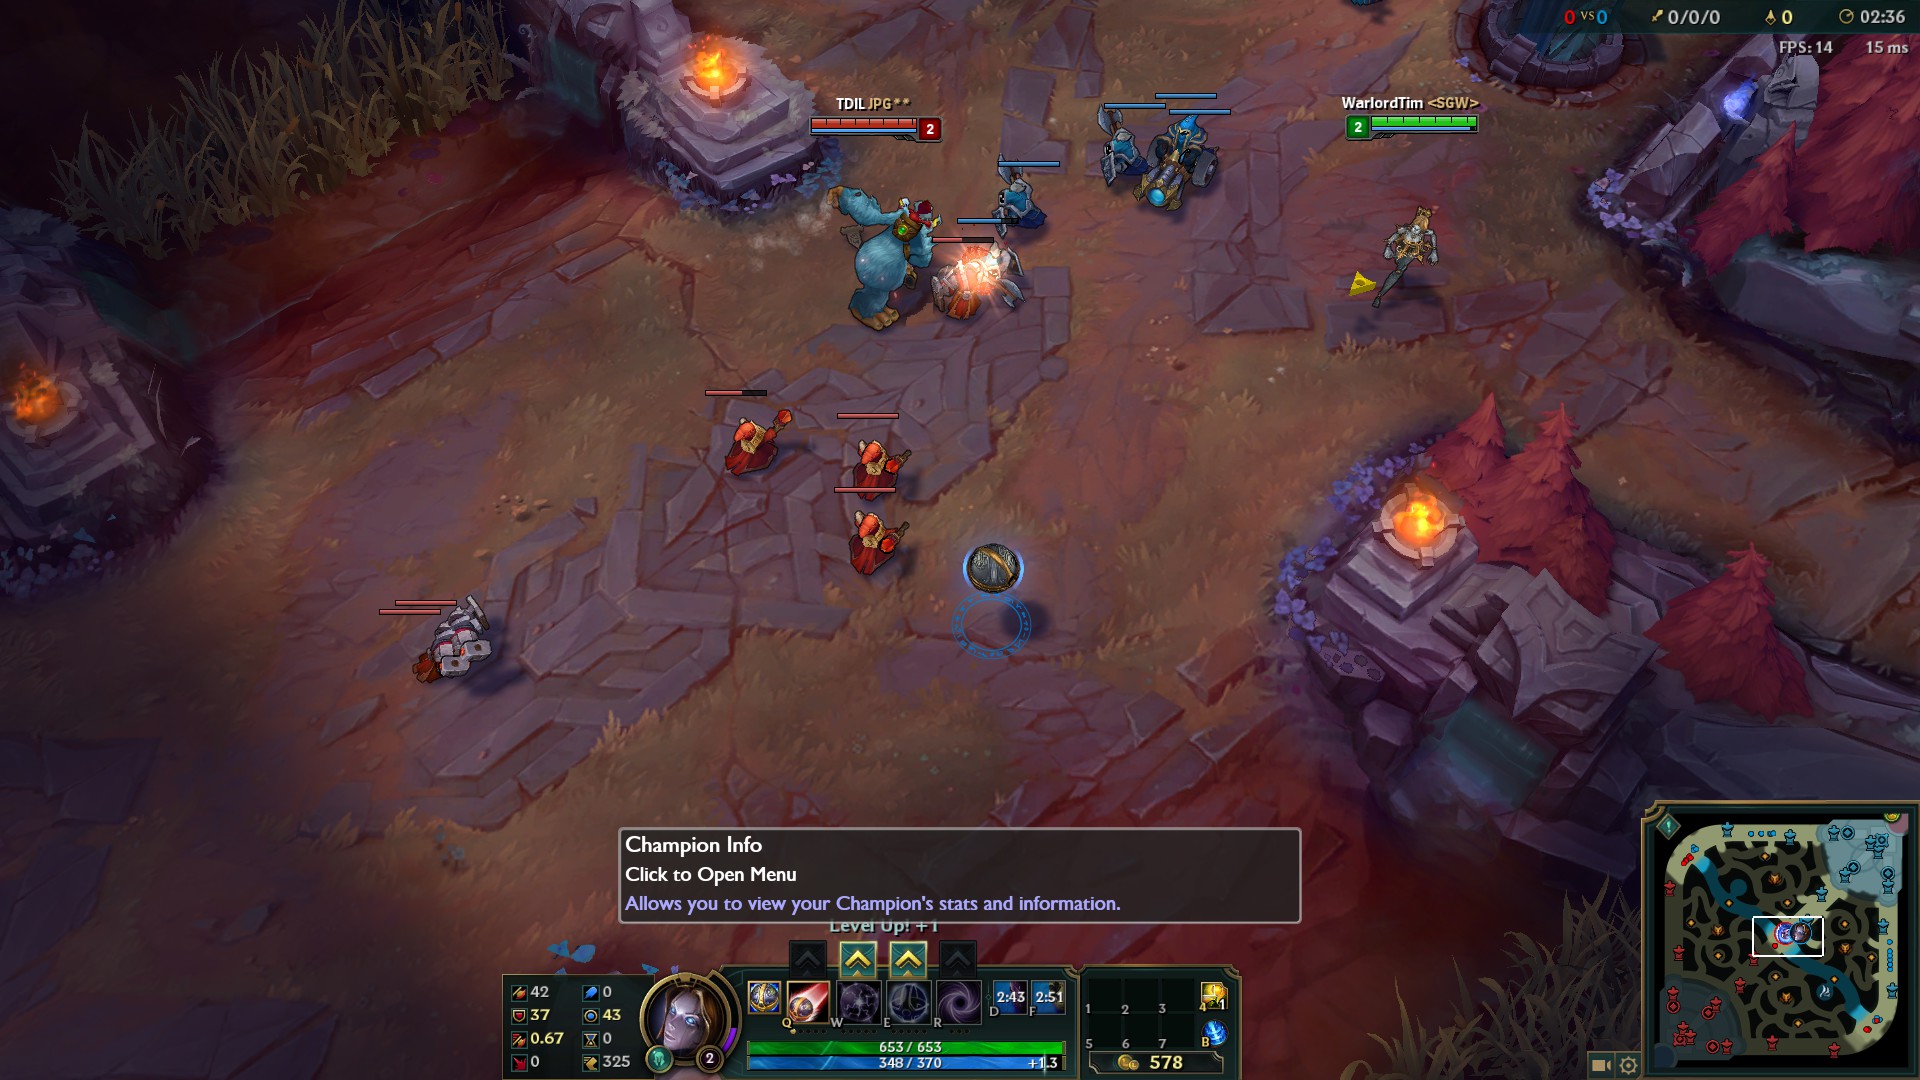 0 VS 0 0/0/0 0 02:36
FPS: 14 15 ms
TDIL JPG**
2
WarlordTim <SGW>
2
Champion Info
Click to Open Menu
Allows you to view your Champion's stats and information.
Level Up! +1
42 0
37 43
0.67 0
0 325
2
Q W E R
2:43 D 2:51 F
653 / 653
348 / 370 +1.3
1 2 3 4 1
5 6 7 B
578